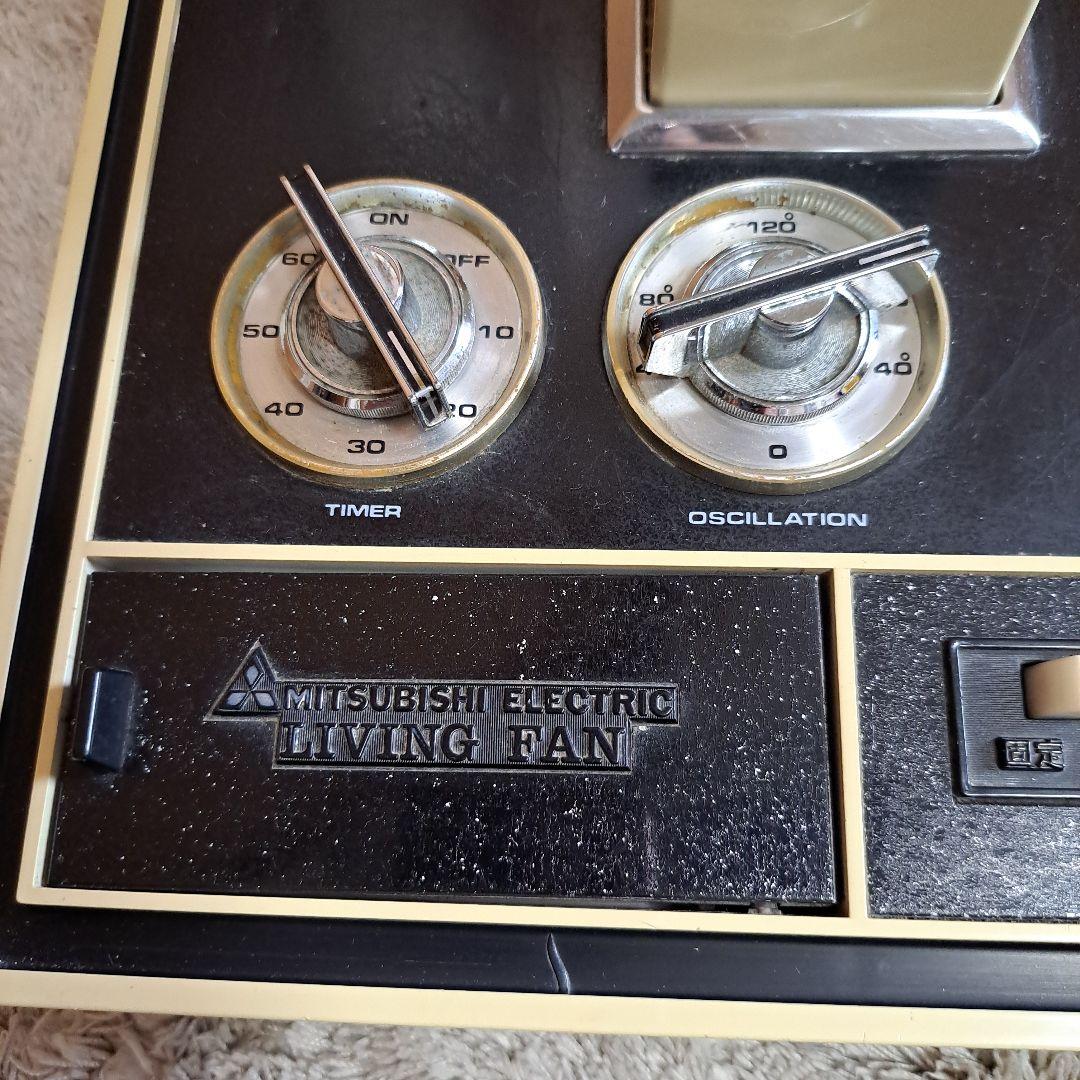 ON
OFF
10
20
30
40
50
60
TIMER
120°
80°
40°
0
OSCILLATION
MITSUBISHI ELECTRIC
LIVING FAN
固定